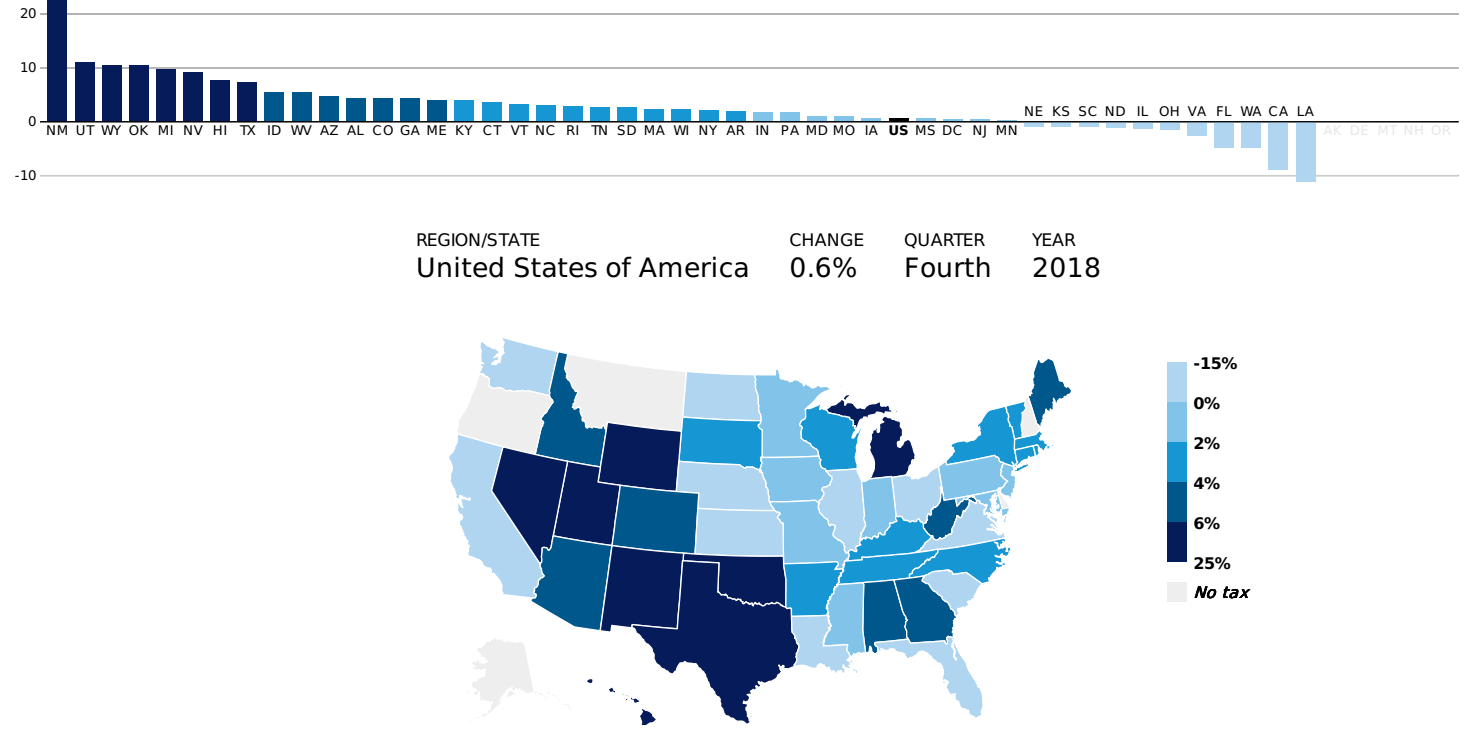 20
10
NE KS SC ND IL OH VA FL WA CA LA
0
NM UT WY OK MI NV HI TX ID WV AZ AL CO GA ME KY CT VT NC RI TN SD MA WI NY AR IN PA MD MO IA US MS DC NJ MN AK DE MT NH OR
-10
REGION/STATE CHANGE QUARTER YEAR
United States of America 0.6% Fourth 2018
-15%
0%
2%
4%
6%
25%
No tax